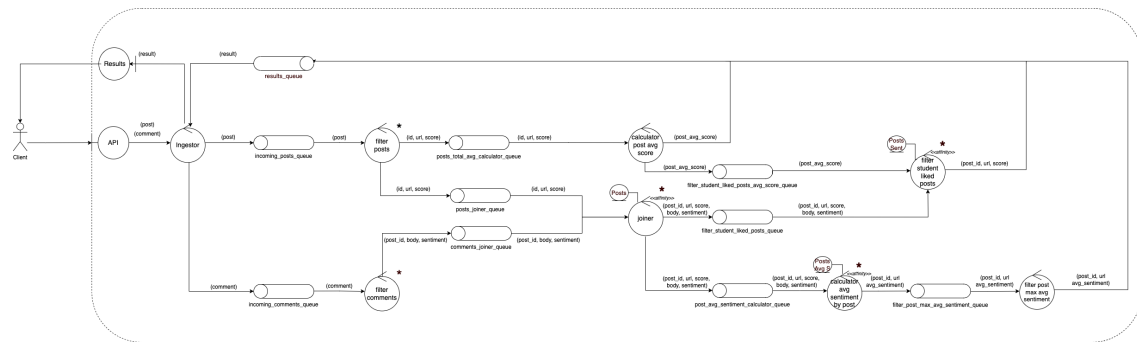 Results
(result)
(result)
results_queue
Client
API
(post)
(comment)
Ingestor
(post)
incoming_posts_queue
(post)
filter
posts
*
(id, url, score)
posts_total_avg_calculator_queue
(id, url, score)
calculator
post avg
score
(post_avg_score)
(post_avg_score)
filter_student_liked_posts_avg_score_queue
(post_avg_score)
Posts
Sent
*
<<affinity>>
filter
student
liked
posts
(post_id, url, score)
(id, url, score)
posts_joiner_queue
(id, url, score)
Posts
*
<<affinity>>
joiner
(post_id, url, score,
body, sentiment)
filter_student_liked_posts_queue
(post_id, url, score,
body, sentiment)
(post_id, body, sentiment)
comments_joiner_queue
(post_id, body, sentiment)
(comment)
incoming_comments_queue
(comment)
filter
comments
*
(post_id, url, score,
body, sentiment)
post_avg_sentiment_calculator_queue
(post_id, url, score,
body, sentiment)
Posts
Avg S
*
<<affinity>>
calculator
avg
sentiment
by post
(post_id, url
avg_sentiment)
filter_post_max_avg_sentiment_queue
(post_id, url
avg_sentiment)
filter post
max avg
sentiment
(post_id, url
avg_sentiment)